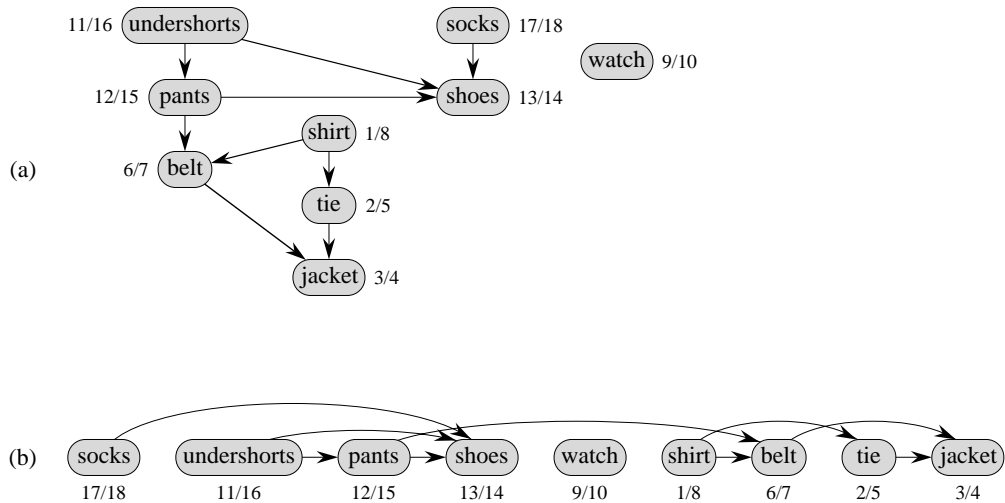 11/16 undershorts socks 17/18
watch 9/10
12/15 pants shoes 13/14
shirt 1/8
(a) 6/7 belt
tie 2/5
jacket 3/4
(b) socks undershorts pants shoes watch shirt belt tie jacket
17/18 11/16 12/15 13/14 9/10 1/8 6/7 2/5 3/4